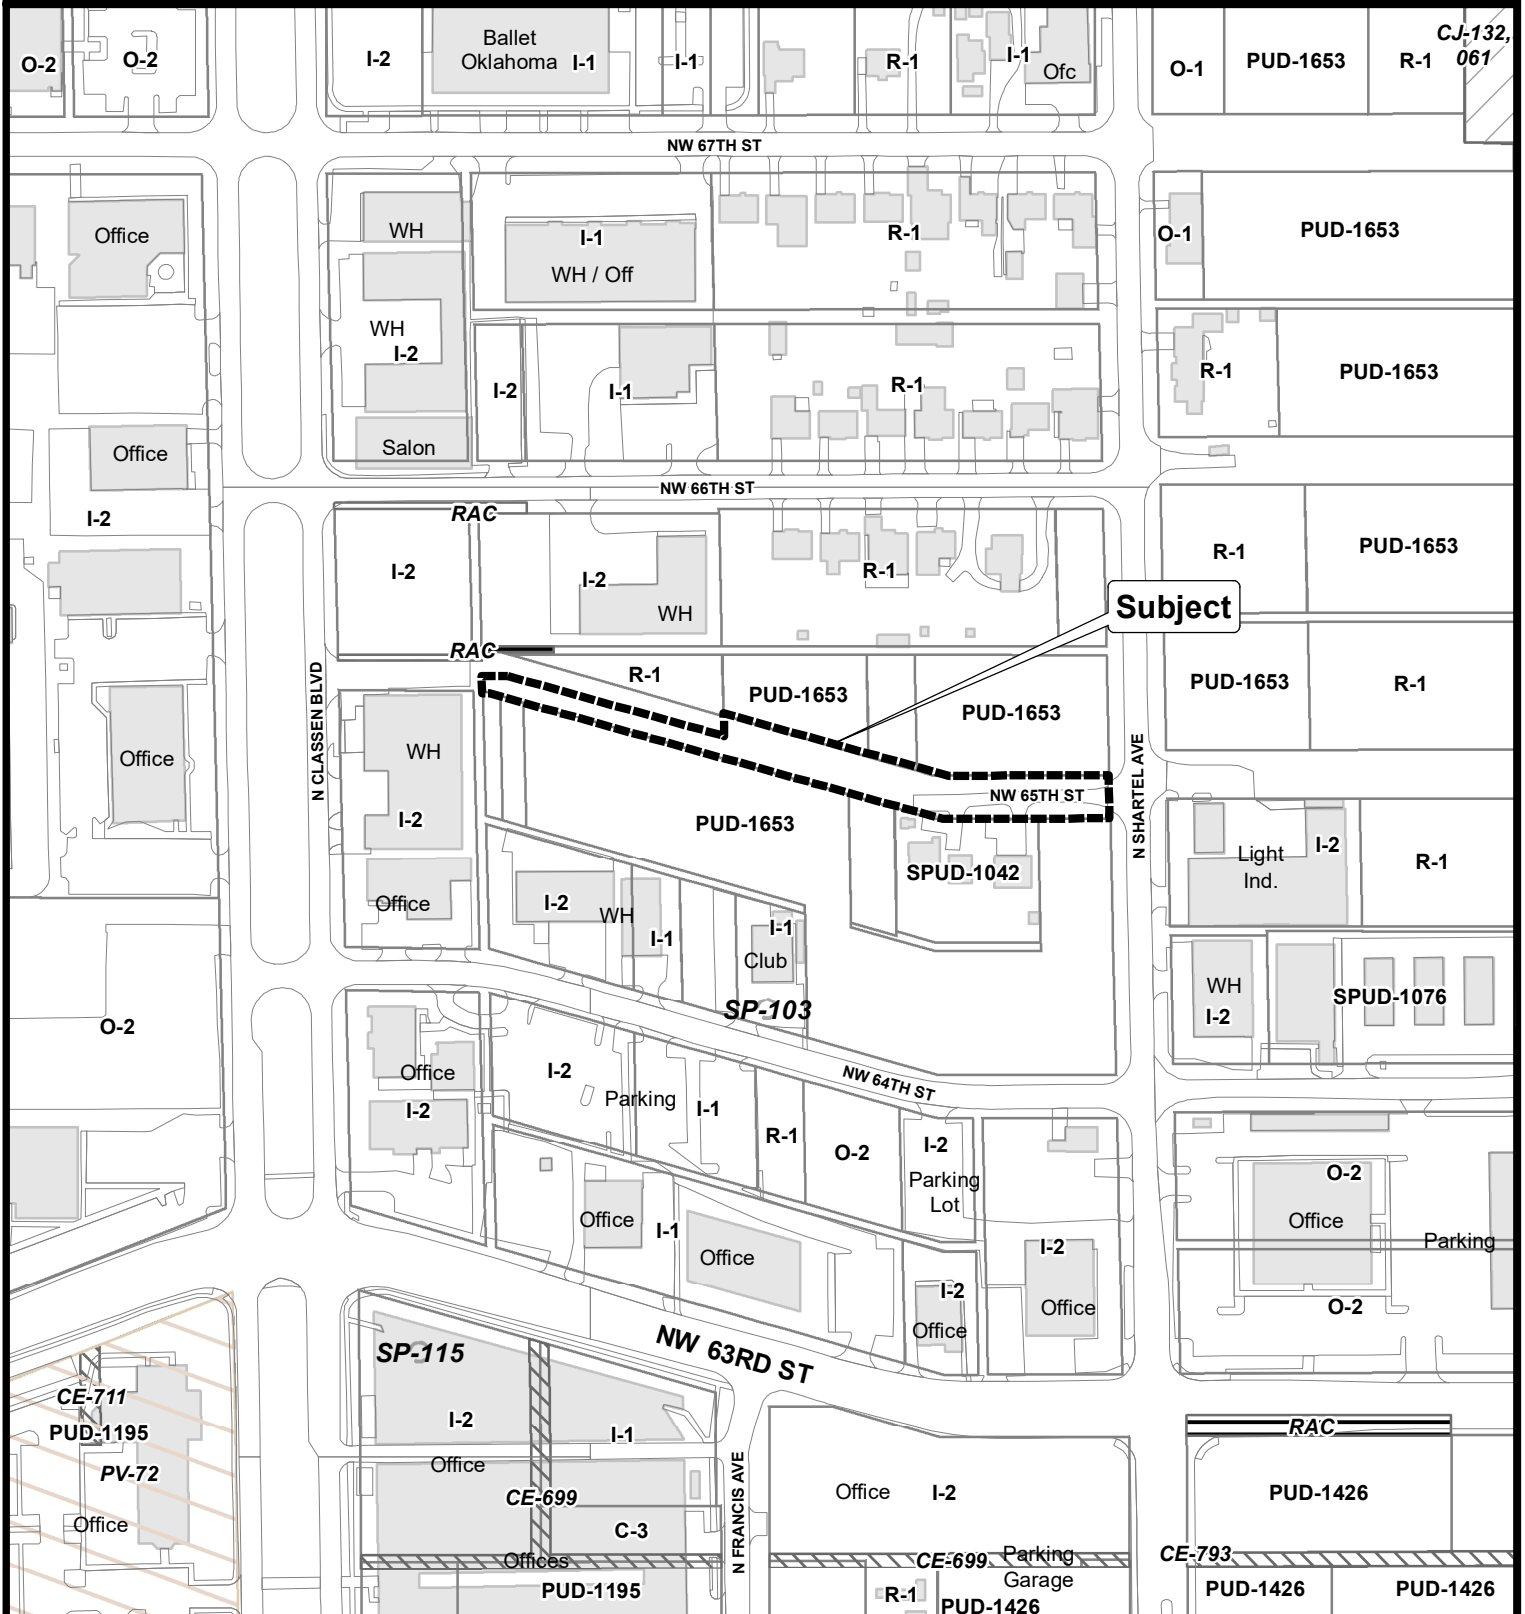 O-2
O-2
I-2
Ballet
Oklahoma
I-1
I-1
R-1
I-1
Ofc
O-1
PUD-1653
R-1
CJ-132,
061
NW 67TH ST
Office
WH
I-1
WH / Off
R-1
O-1
PUD-1653
WH
I-2
I-2
I-1
R-1
R-1
PUD-1653
Office
Salon
I-2
NW 66TH ST
RAC
I-2
I-2
WH
R-1
R-1
PUD-1653
Subject
RAC
R-1
PUD-1653
PUD-1653
PUD-1653
R-1
N CLASSEN BLVD
Office
WH
I-2
PUD-1653
NW 65TH ST
N SHARTEL AVE
SPUD-1042
Light
Ind.
I-2
R-1
Office
I-2
WH
I-1
I-1
Club
SP-103
WH
I-2
SPUD-1076
O-2
Office
I-2
I-2
Parking
I-1
NW 64TH ST
R-1
O-2
I-2
Parking
Lot
O-2
Office
Parking
O-2
Office
I-1
Office
I-2
Office
I-2
Office
NW 63RD ST
SP-115
CE-711
PUD-1195
PV-72
Office
I-2
I-1
Office
CE-699
C-3
Offices
PUD-1195
N FRANCIS AVE
Office
I-2
RAC
PUD-1426
CE-699
Parking
Garage
CE-793
R-1
PUD-1426
PUD-1426
PUD-1426